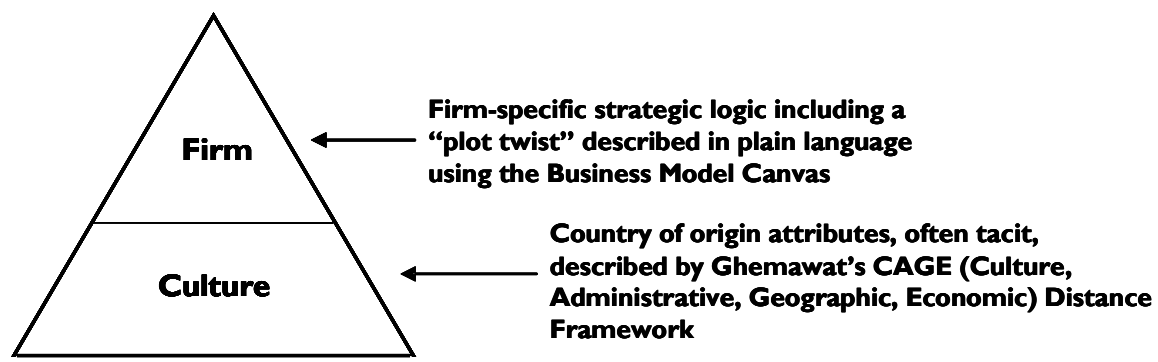 Firm
Firm-specific strategic logic including a
“plot twist” described in plain language
using the Business Model Canvas
Culture
Country of origin attributes, often tacit,
described by Ghemawat’s CAGE (Culture,
Administrative, Geographic, Economic) Distance
Framework